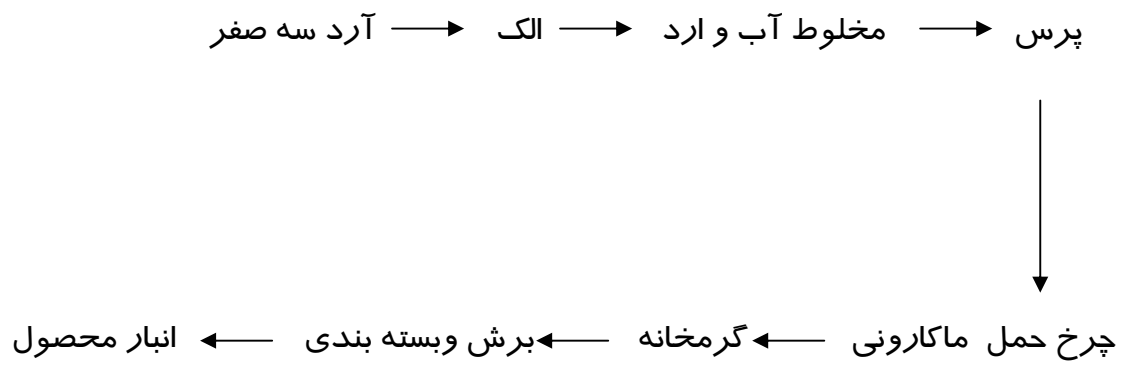 آرد سه صفر ⟶ الک ⟶ مخلوط آب و ارد ⟶ پرس
چرخ حمل ماکارونی ⟵ گرمخانه ⟵ برش وبسته بندی ⟵ انبار محصول